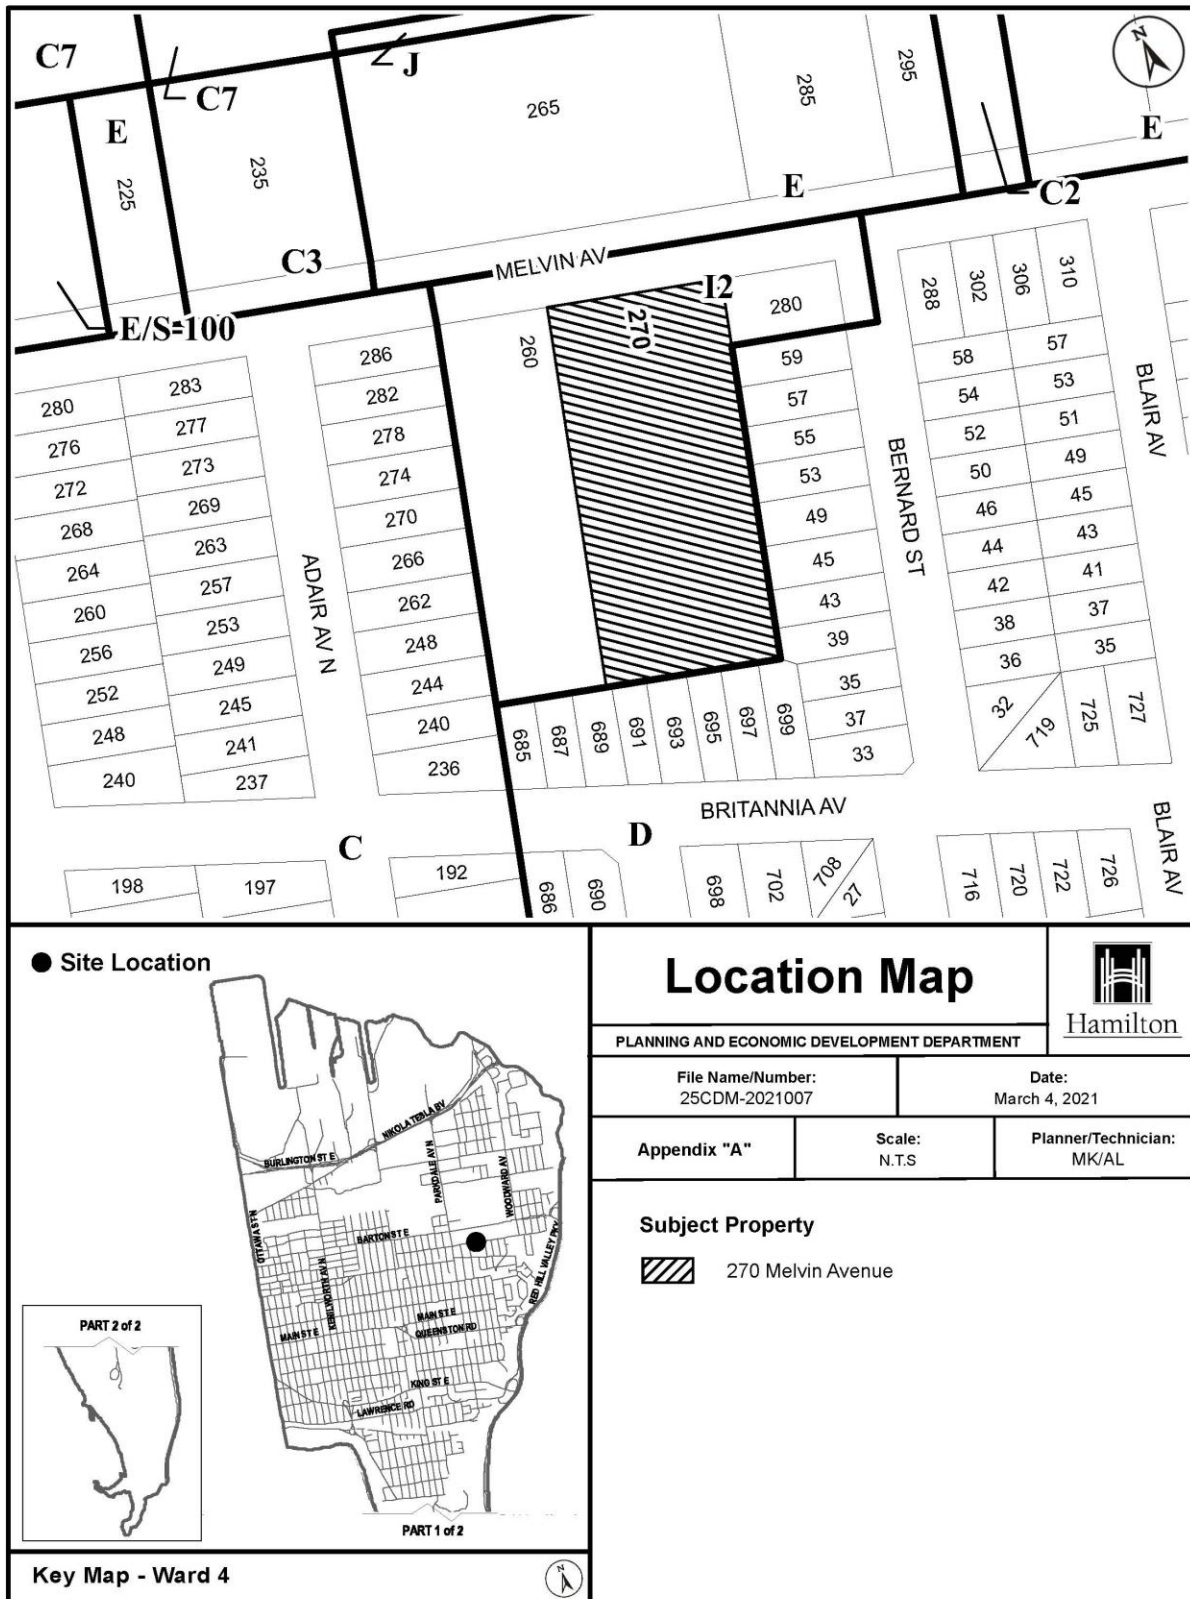 C7
C7
J
E
225
235
265
285
295
E
E
C2
C3
MELVIN AV
E/S-100
I2
270
260
280
N
280
276
272
268
264
260
256
252
248
240
283
277
273
269
263
257
253
249
245
241
237
ADAIR AV N
286
282
278
274
270
266
262
248
244
240
236
59
57
55
53
49
45
43
39
35
37
33
685
687
689
691
693
695
697
699
BERNARD ST
288
302
306
310
58
54
52
50
46
44
42
38
36
32
719
57
53
51
49
45
43
41
37
35
725
727
BLAIR AV
BRITANNIA AV
BLAIR AV
C
D
198
197
192
686
690
698
702
708
27
716
720
722
726
● Site Location
NIKOLA TESLA BV
BURLINGTON ST E
PARKDALE AV N
WOODWARD AV
OTTAWA ST N
BARTON ST E
KENILWORTH AV N
RED HILL VALLEY PKY
MAIN ST E
MAIN ST E
QUEENSTON RD
KING ST E
LAWRENCE RD
PART 2 of 2
PART 1 of 2
Key Map - Ward 4
N
Location Map
Hamilton
PLANNING AND ECONOMIC DEVELOPMENT DEPARTMENT
File Name/Number:
25CDM-2021007
Date:
March 4, 2021
Appendix "A"
Scale:
N.T.S
Planner/Technician:
MK/AL
Subject Property
270 Melvin Avenue